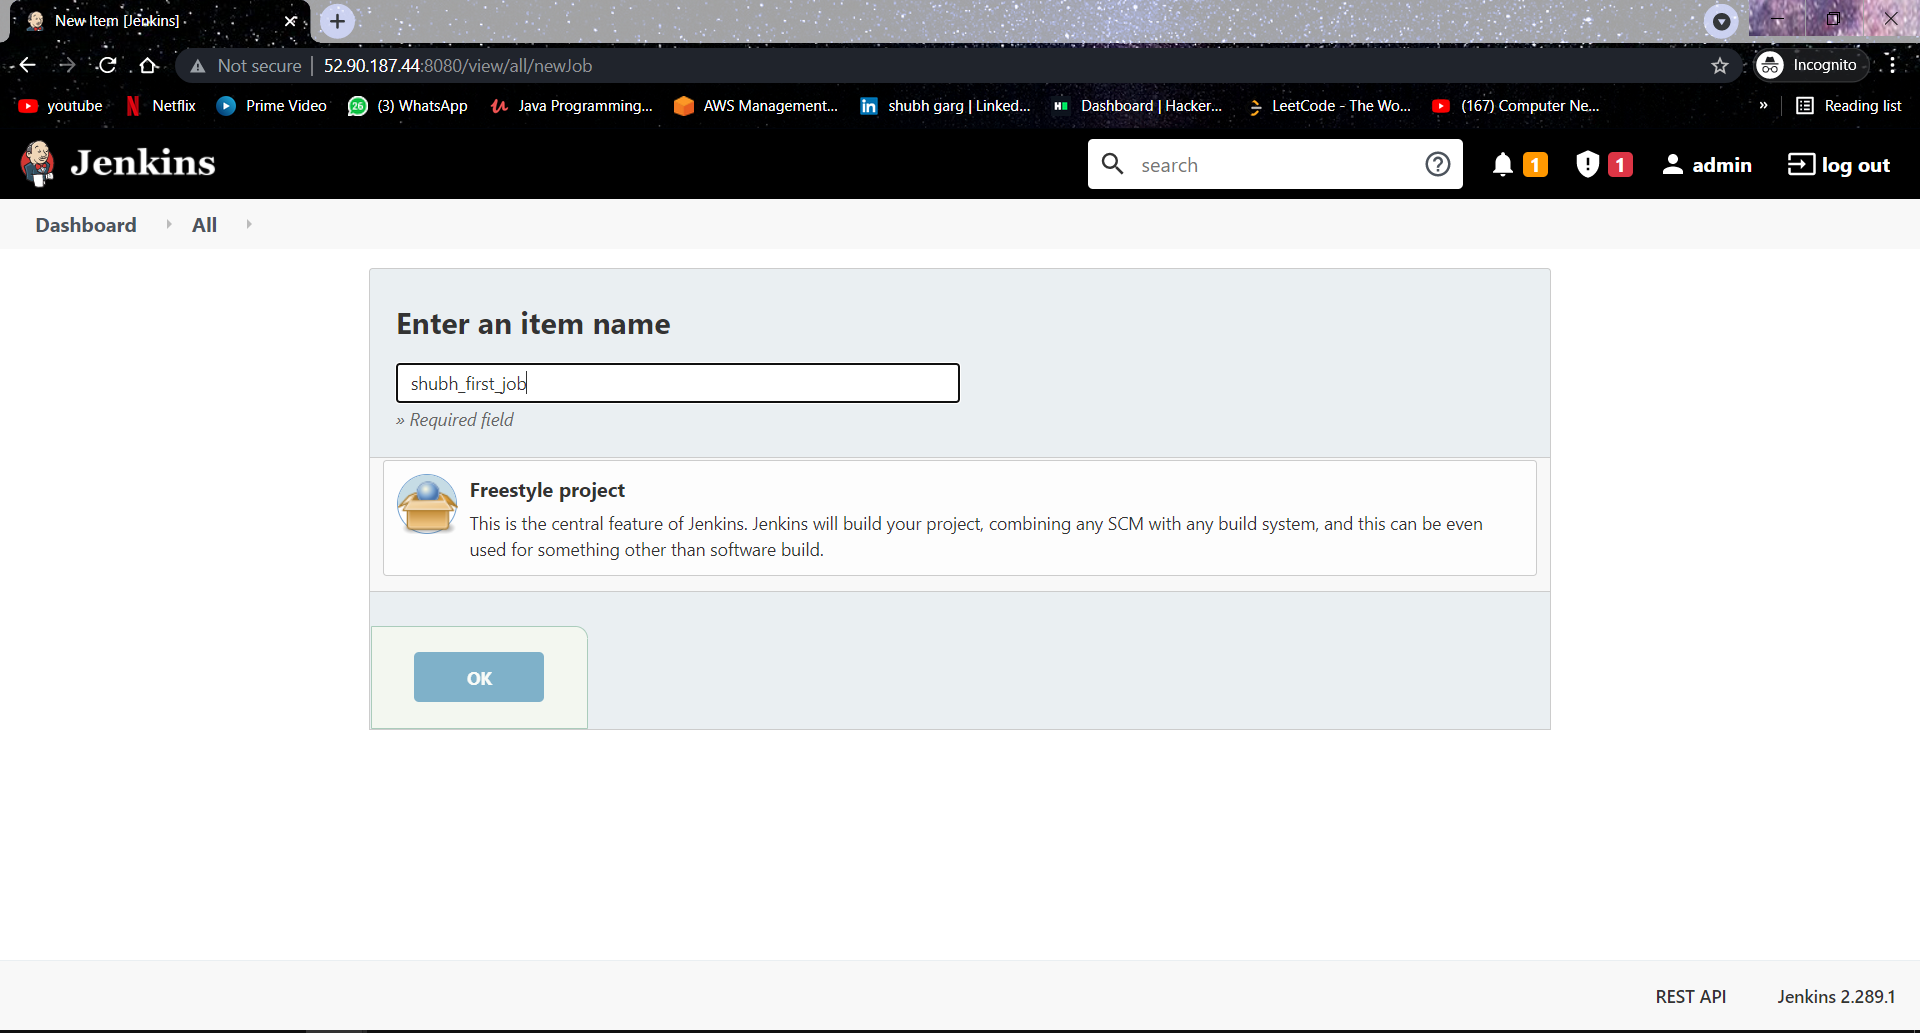 New Item [Jenkins]
Not secure 52.90.187.44:8080/view/all/newJob Incognito
youtube Netflix Prime Video 26 (3) WhatsApp Java Programming... AWS Management... in shubh garg | Linked... Dashboard | Hacker... LeetCode - The Wo... (167) Computer Ne... » Reading list
Jenkins search 1 1 admin log out
Dashboard All
Enter an item name
shubh_first_job
» Required field
Freestyle project
This is the central feature of Jenkins. Jenkins will build your project, combining any SCM with any build system, and this can be even
used for something other than software build.
OK
REST API Jenkins 2.289.1